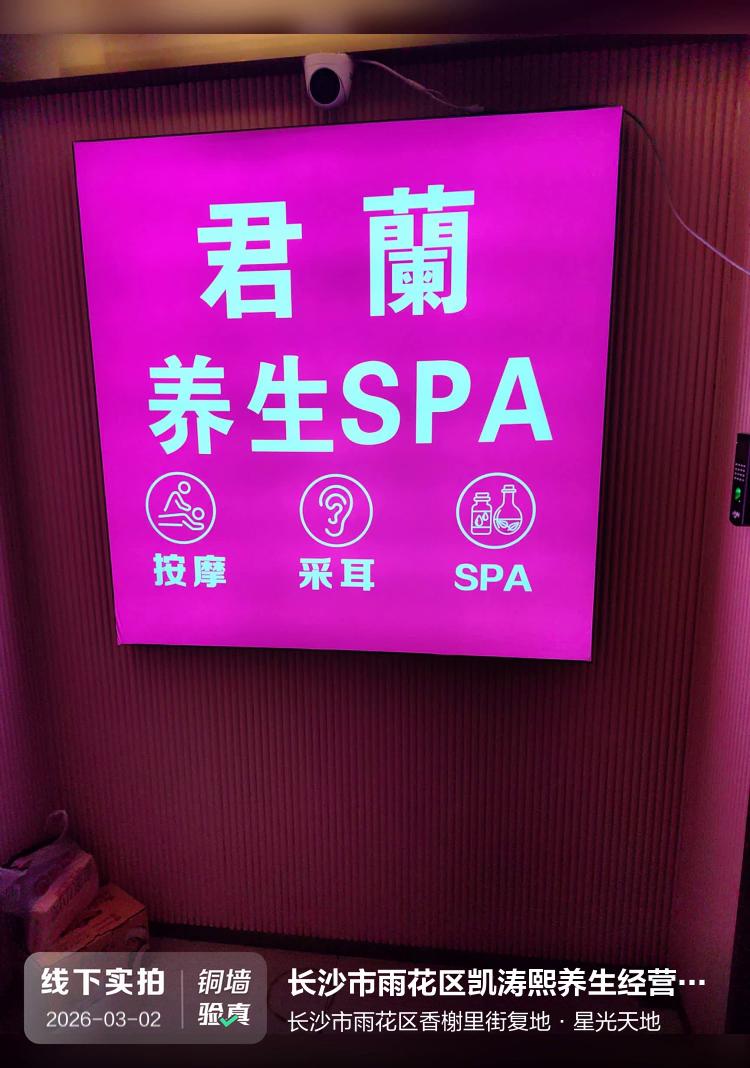 君蘭
养生SPA
按摩 采耳 SPA
线下实拍 铜墙
2026-03-02 验真
长沙市雨花区凯涛熙养生经营…
长沙市雨花区香榭里街复地·星光天地